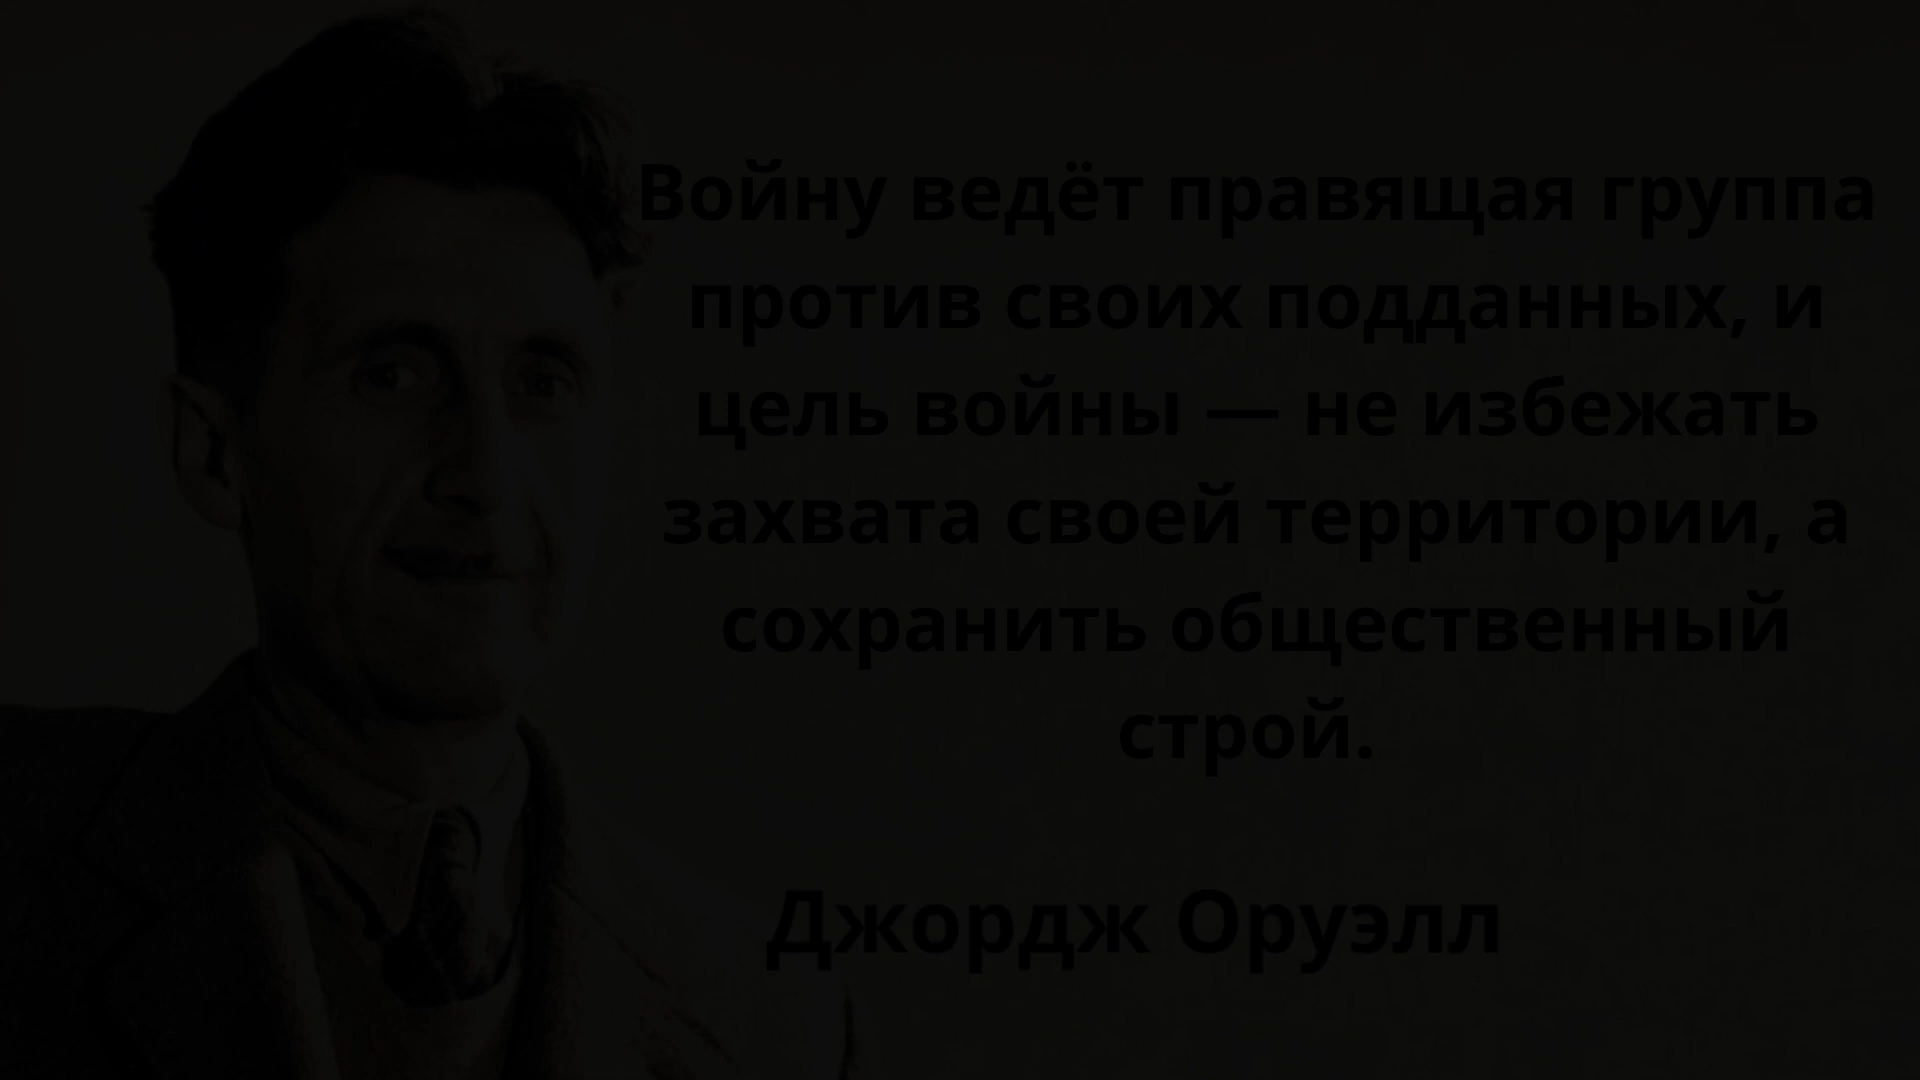 Войну ведёт правящая группа
против своих подданных, и
цель войны — не избежать
захвата своей территории, а
сохранить общественный
строй.
Джордж Оруэлл